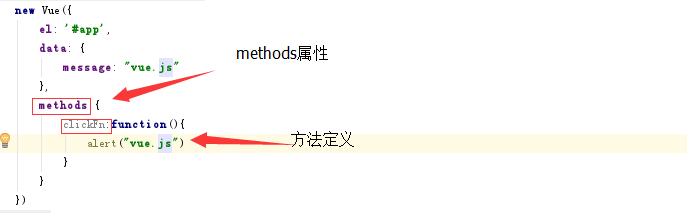 new Vue({
el: '#app',
data: {
message: "vue.js"
methods属性
},
methods {
clickFn:function(){
alert("vue.js")
方法定义
}
}
})